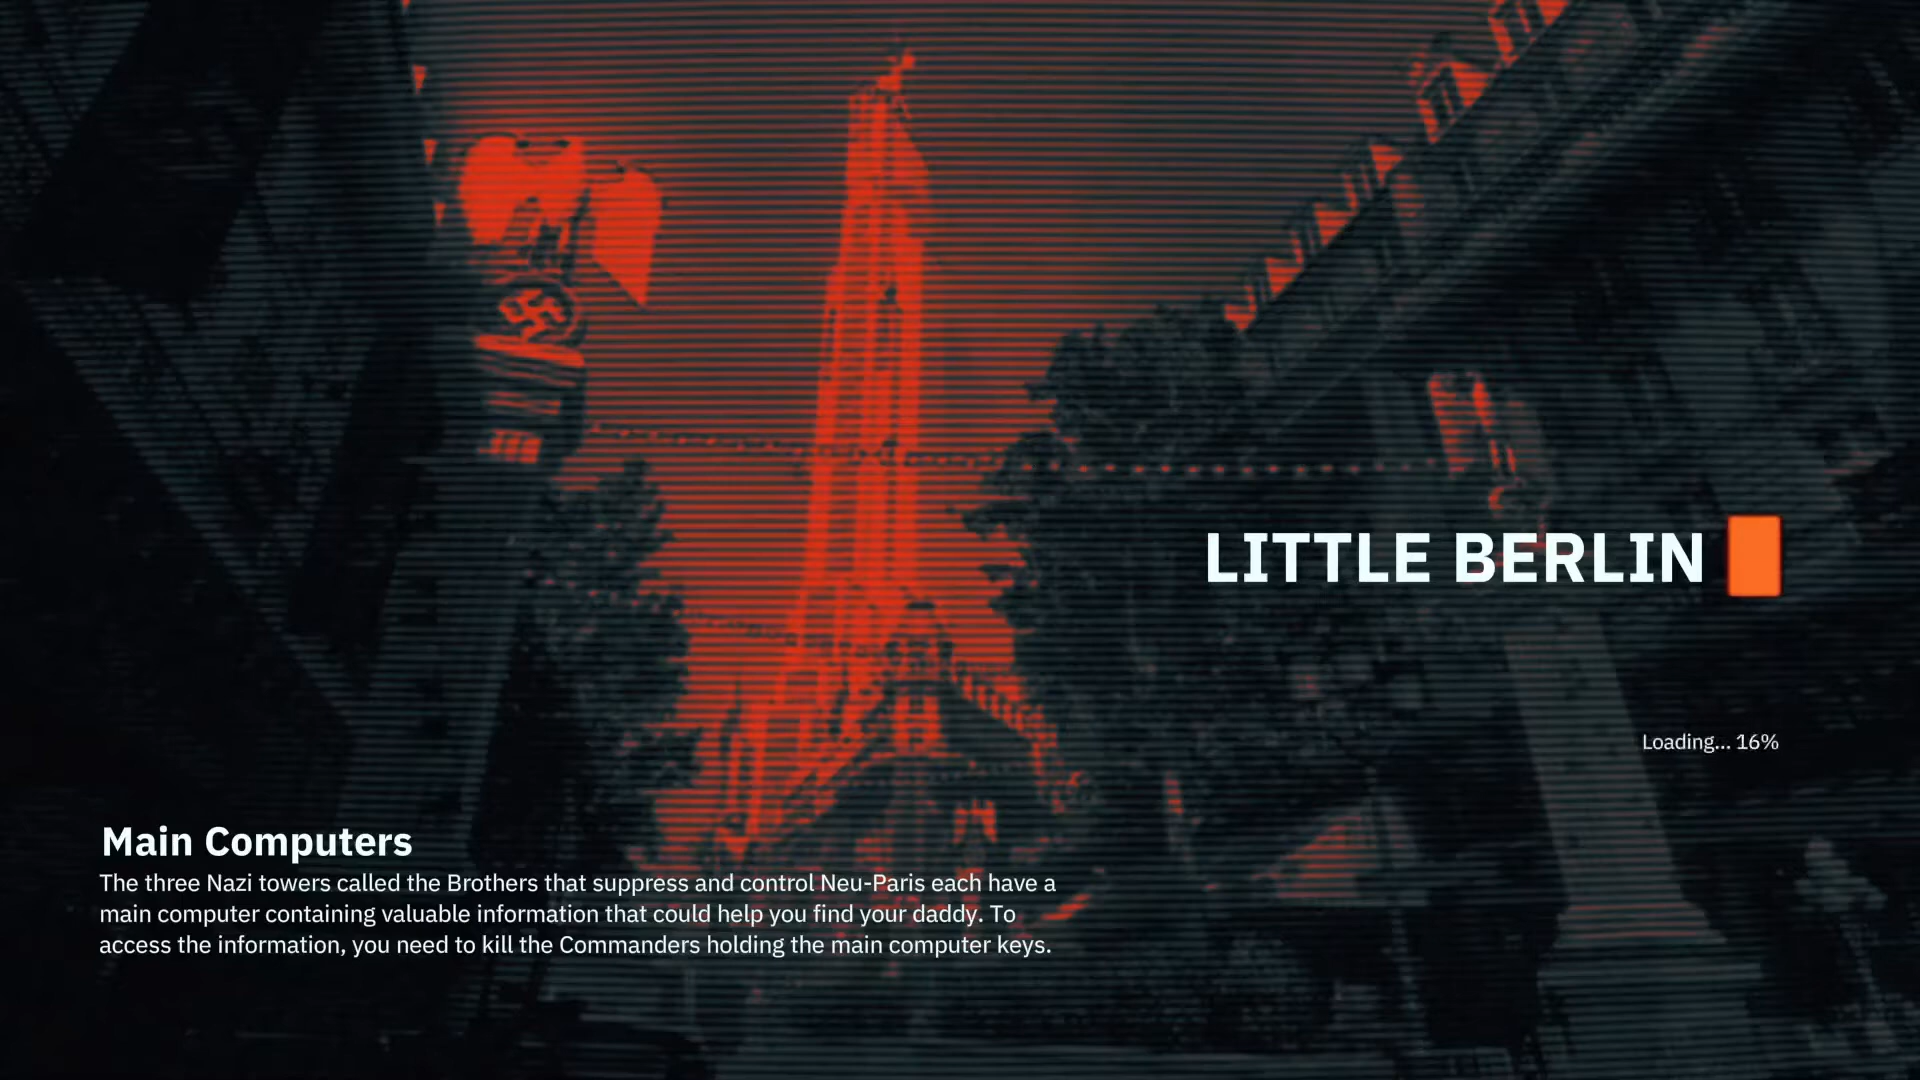 LITTLE BERLIN
Loading... 16%
Main Computers
The three Nazi towers called the Brothers that suppress and control Neu-Paris each have a
main computer containing valuable information that could help you find your daddy. To
access the information, you need to kill the Commanders holding the main computer keys.